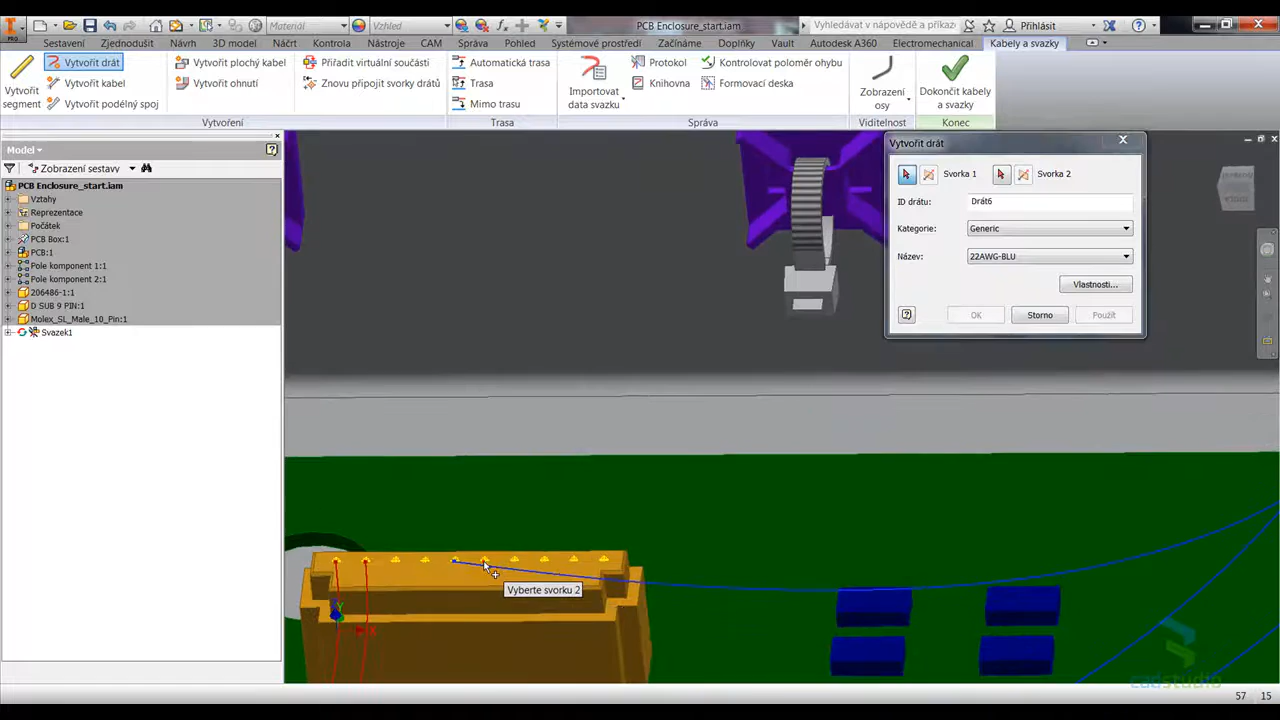 PRO
Materiál
Vzhled
PCB Enclosure_start.iam
Vyhledávat v nápovědě a příkaz
Přihlásit
Sestavení
Zjednodušit
Návrh
3D model
Náčrt
Kontrola
Nástroje
CAM
Správa
Pohled
Systémové prostředí
Začínáme
Doplňky
Vault
Autodesk A360
Electromechanical
Kabely a svazky
Vytvořit segment
Vytvořit drát
Vytvořit kabel
Vytvořit podélný spoj
Vytvořit plochý kabel
Vytvořit ohnutí
Přiřadit virtuální součásti
Znovu připojit svorky drátů
Vytvoření
Automatická trasa
Trasa
Mimo trasu
Trasa
Importovat data svazku
Protokol
Knihovna
Kontrolovat poloměr ohybu
Formovací deska
Správa
Zobrazení osy
Viditelnost
Dokončit kabely a svazky
Konec
Model
Zobrazení sestavy
PCB Enclosure_start.iam
Vztahy
Reprezentace
Počátek
PCB Box:1
PCB:1
Pole komponent 1:1
Pole komponent 2:1
206486-1:1
D SUB 9 PIN:1
Molex_SL_Male_10_Pin:1
Svazek1
Vytvořit drát
Svorka 1
Svorka 2
ID drátu:
Drát6
Kategorie:
Generic
Název:
22AWG-BLU
Vlastnosti...
OK
Storno
Použít
Vyberte svorku 2
Y
X
cadstudio
57
15